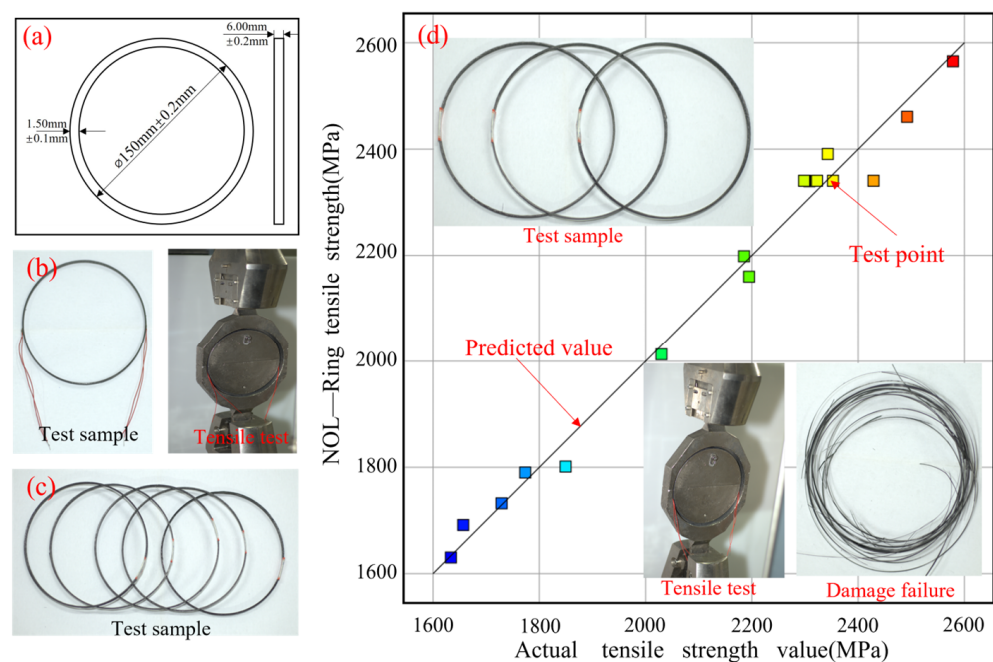 (a)
6.00mm
±0.2mm
1.50mm
±0.1mm
⌀150mm±0.2mm
(b)
Test sample
Tensile test
(c)
Test sample
(d)
NOL—Ring tensile strength(MPa)
2600
2400
2200
2000
1800
1600
Test sample
Test point
Predicted value
Tensile test
Damage failure
1600 1800 2000 2200 2400 2600
Actual tensile strength value(MPa)